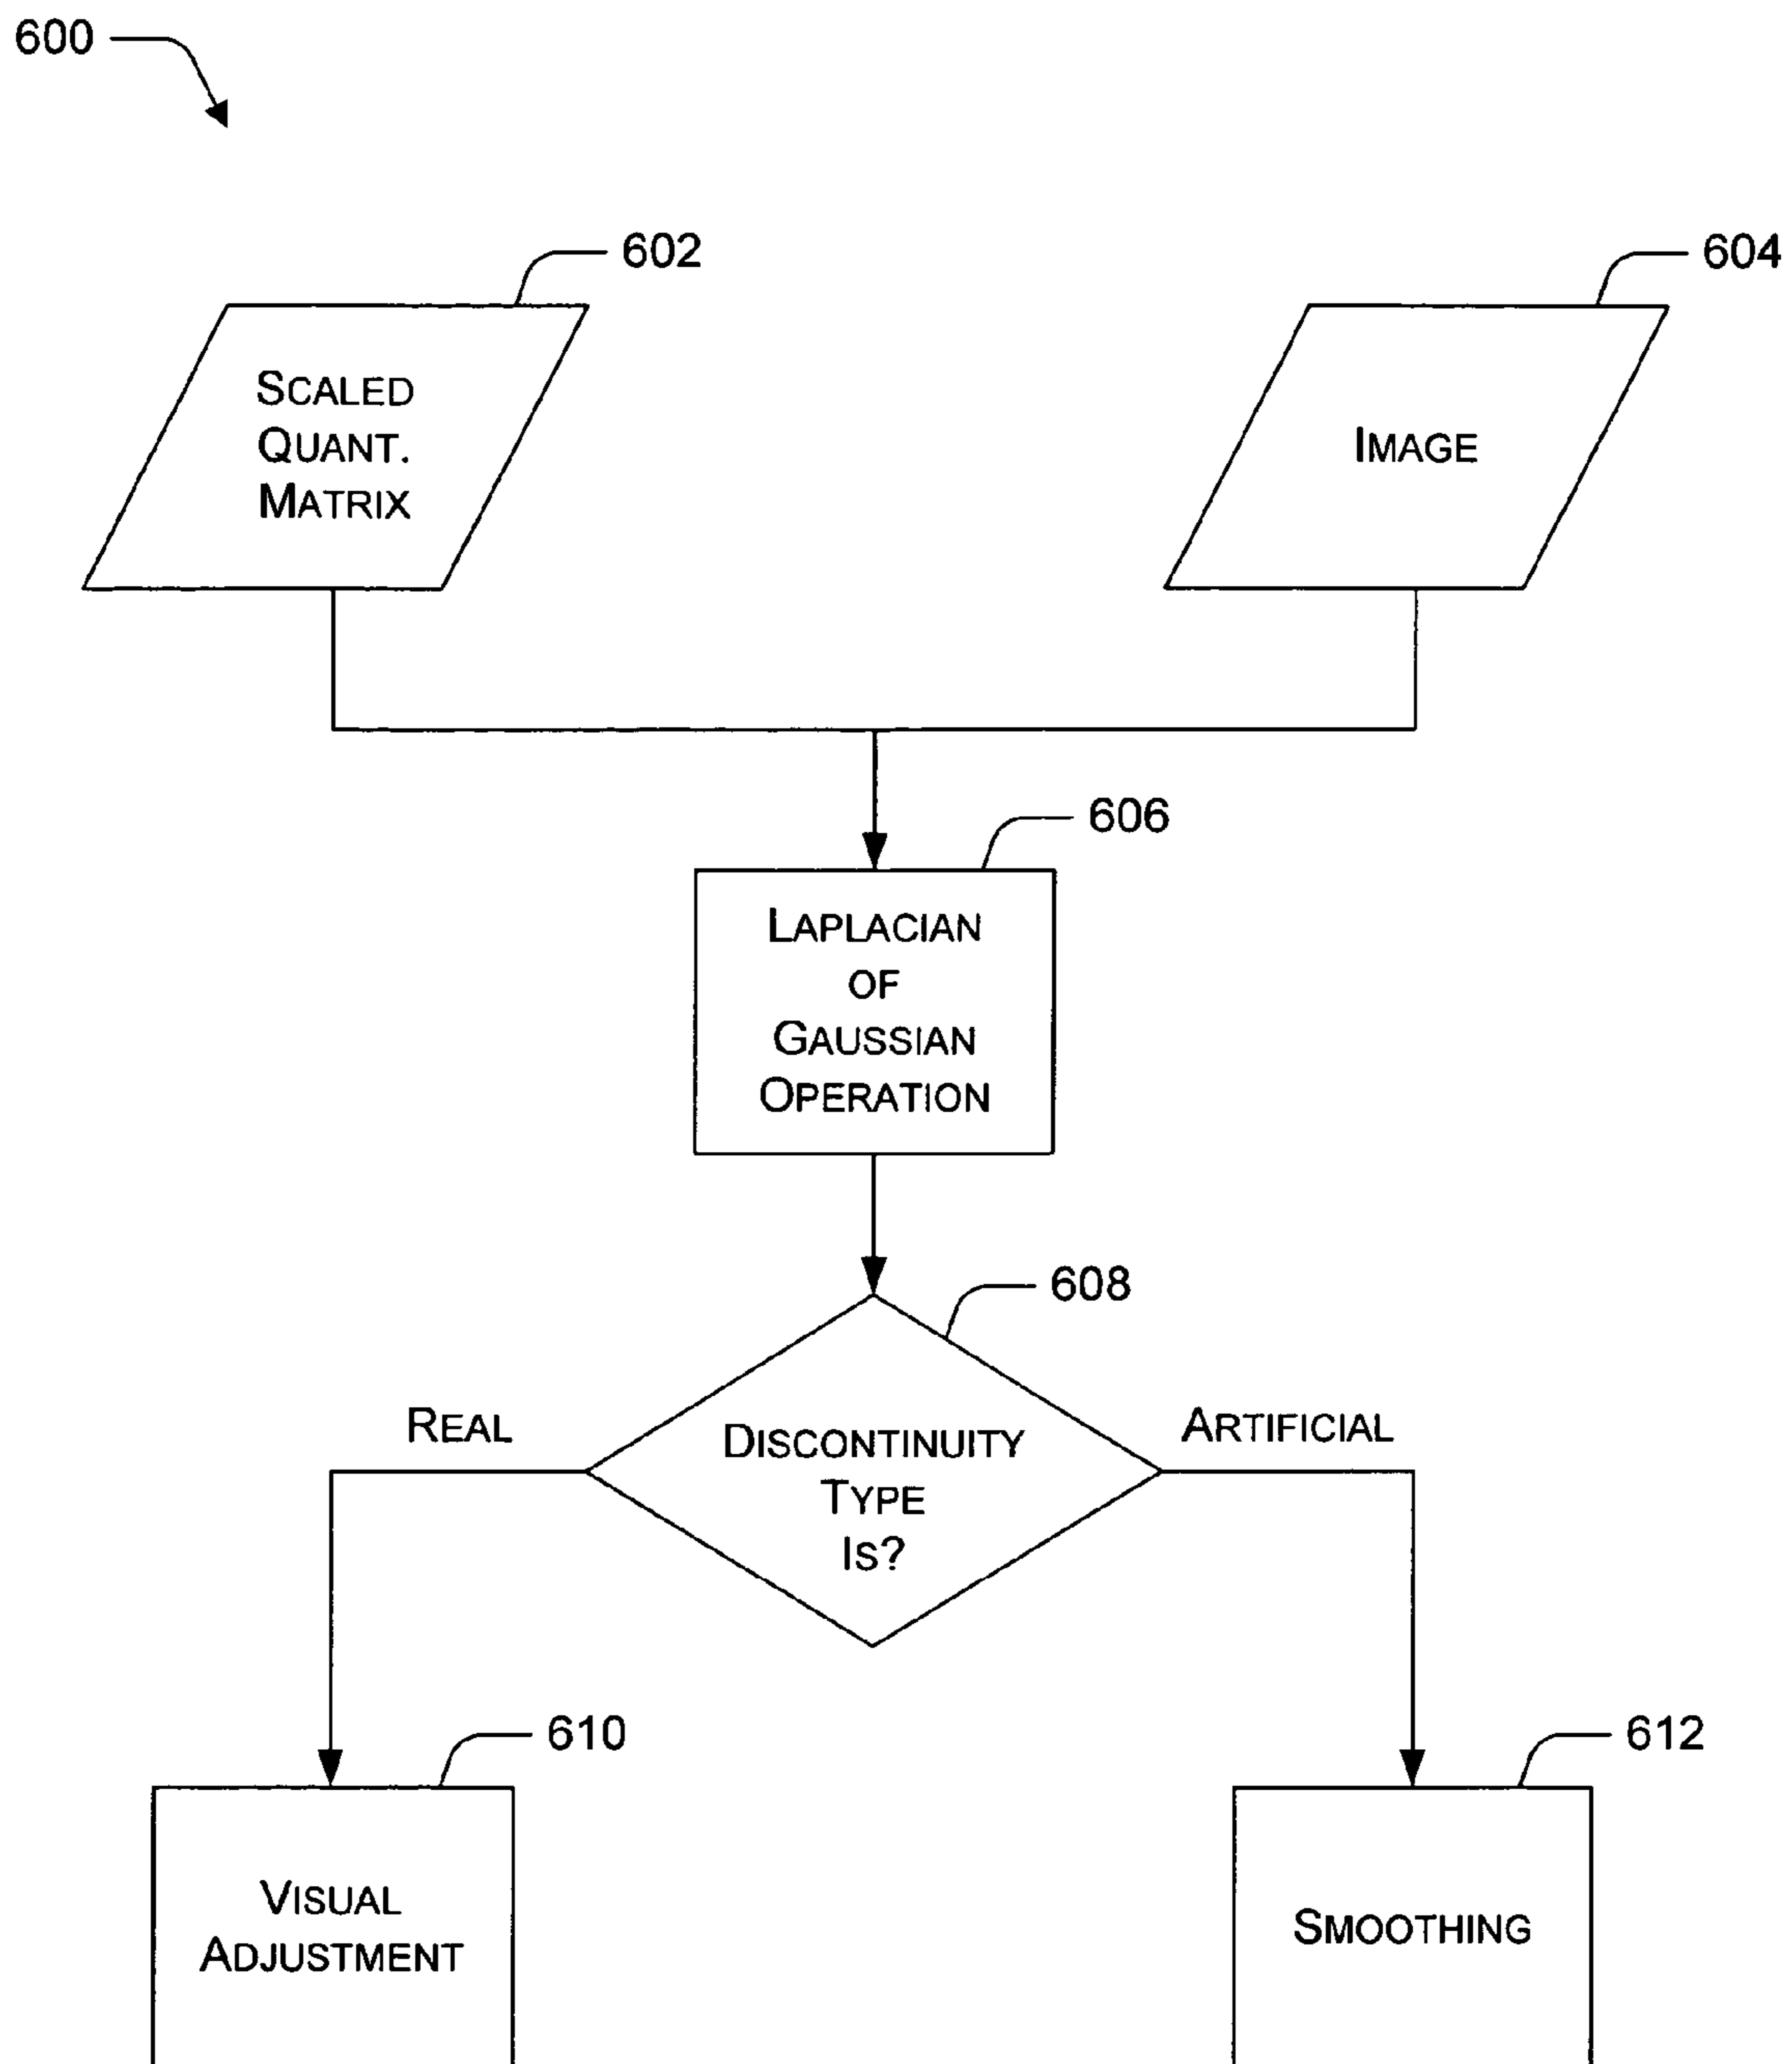 600
602
604
SCALED
QUANT.
MATRIX
IMAGE
606
LAPLACIAN
OF
GAUSSIAN
OPERATION
608
REAL
ARTIFICIAL
DISCONTINUITY
TYPE
IS?
610
612
VISUAL
ADJUSTMENT
SMOOTHING